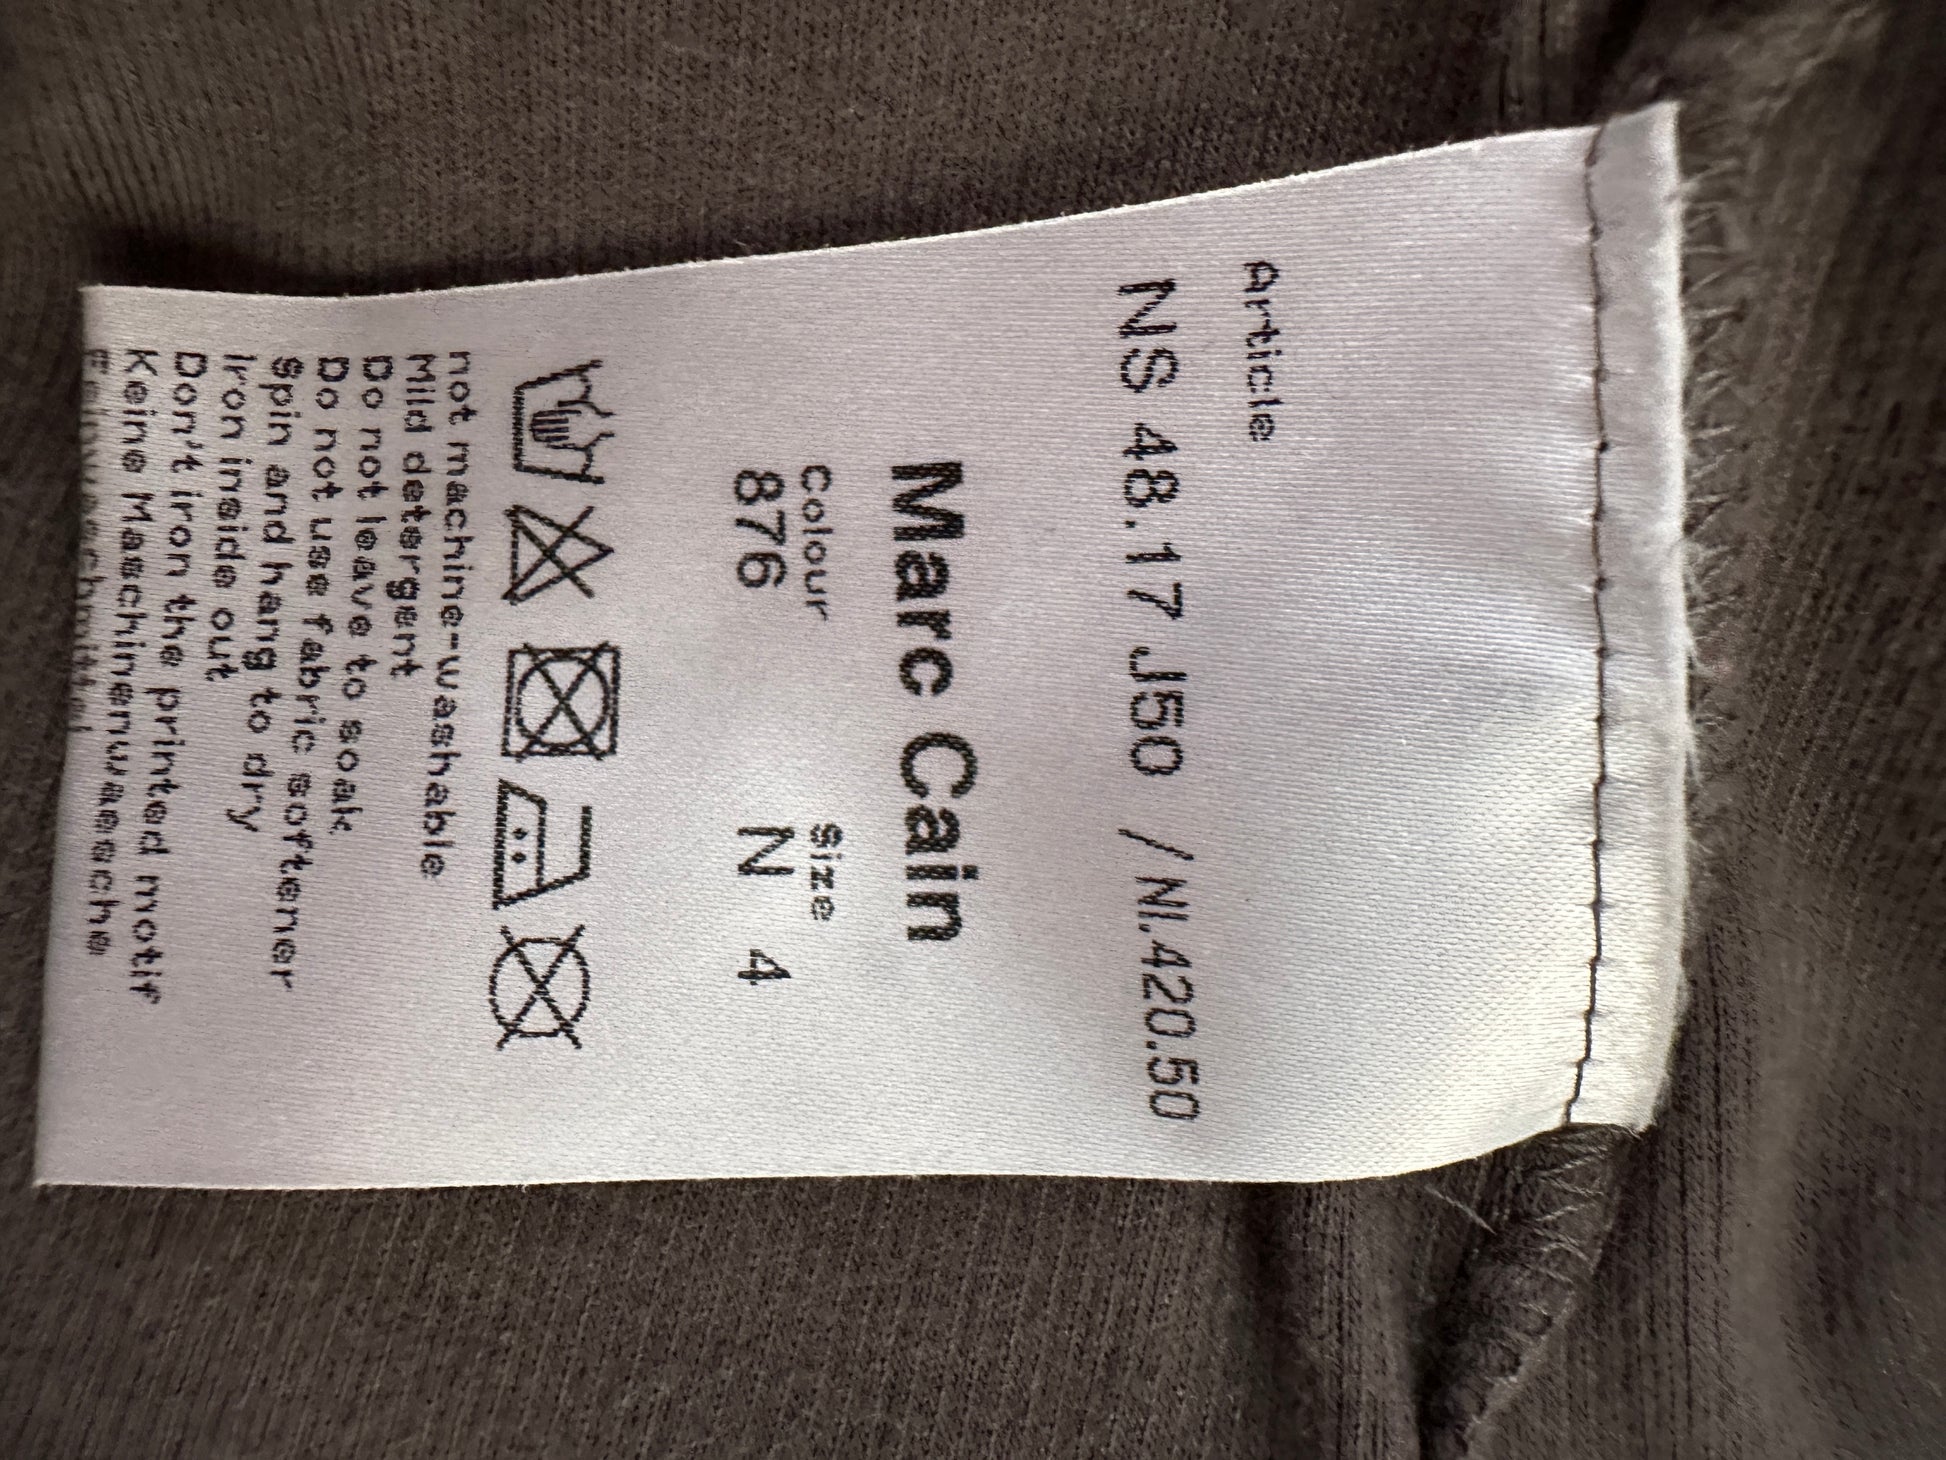 Article
NS 48.17 J50 / NI.420.50
Marc Cain
colour Size
876 N 4
not machine-washable
Mild detergent
Do not leave to soak
Do not use fabric softener
Spin and hang to dry
Iron inside out
Don't iron the printed motif
Keine Maschinenwaesche